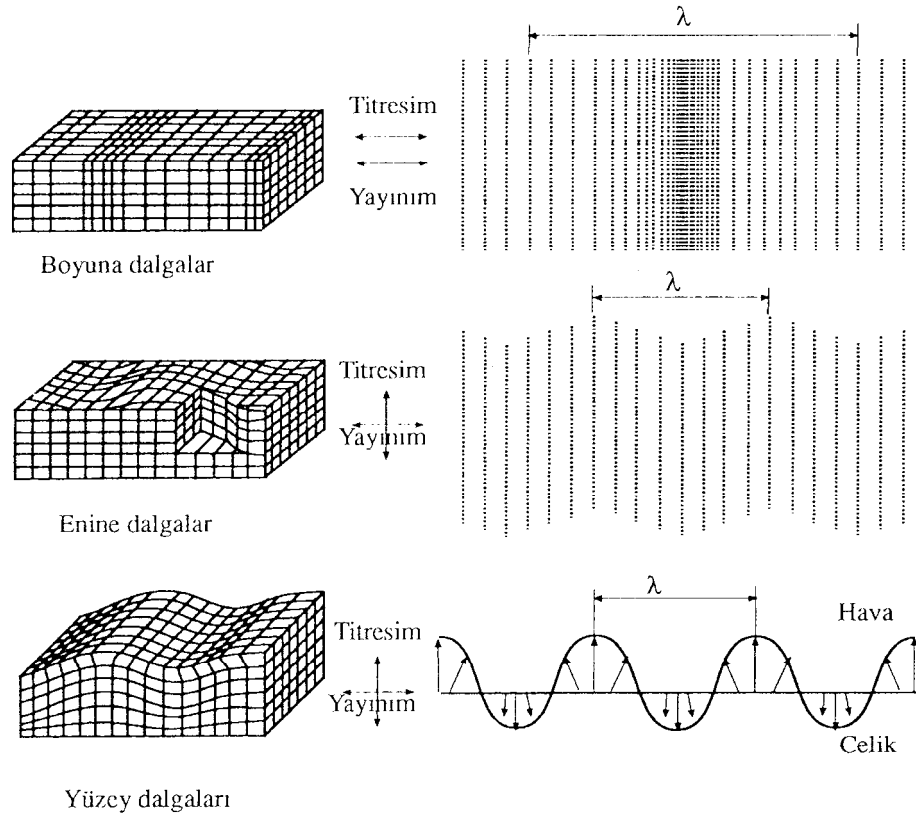 λ
Titresim
Yayınım
Boyuna dalgalar
λ
Titresim
Yayınım
Enine dalgalar
λ
Hava
Titresim
Yayınım
Celik
Yüzey dalgaları